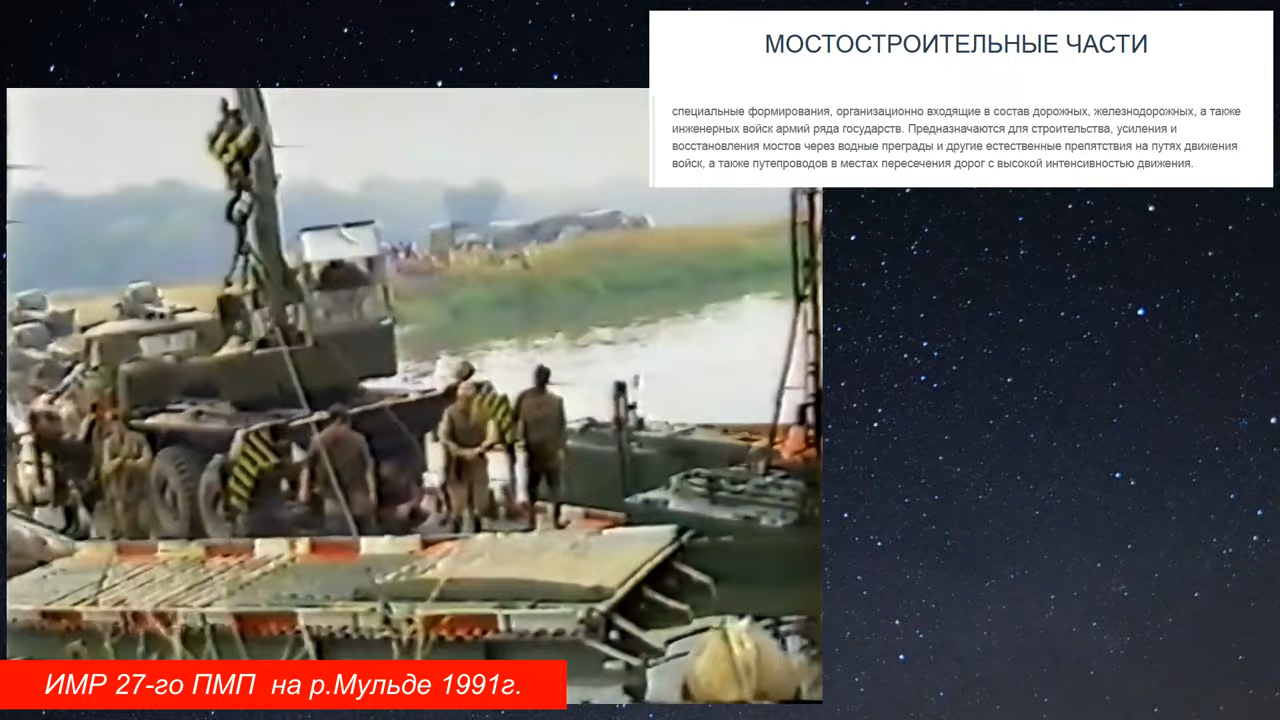 МОСТОСТРОИТЕЛЬНЫЕ ЧАСТИ
специальные формирования, организационно входящие в состав дорожных, железнодорожных, а также
инженерных войск армий ряда государств. Предназначаются для строительства, усиления и
восстановления мостов через водные преграды и другие естественные препятствия на путях движения
войск, а также путепроводов в местах пересечения дорог с высокой интенсивностью движения.
ИМР 27-го ПМП на р.Мульде 1991г.